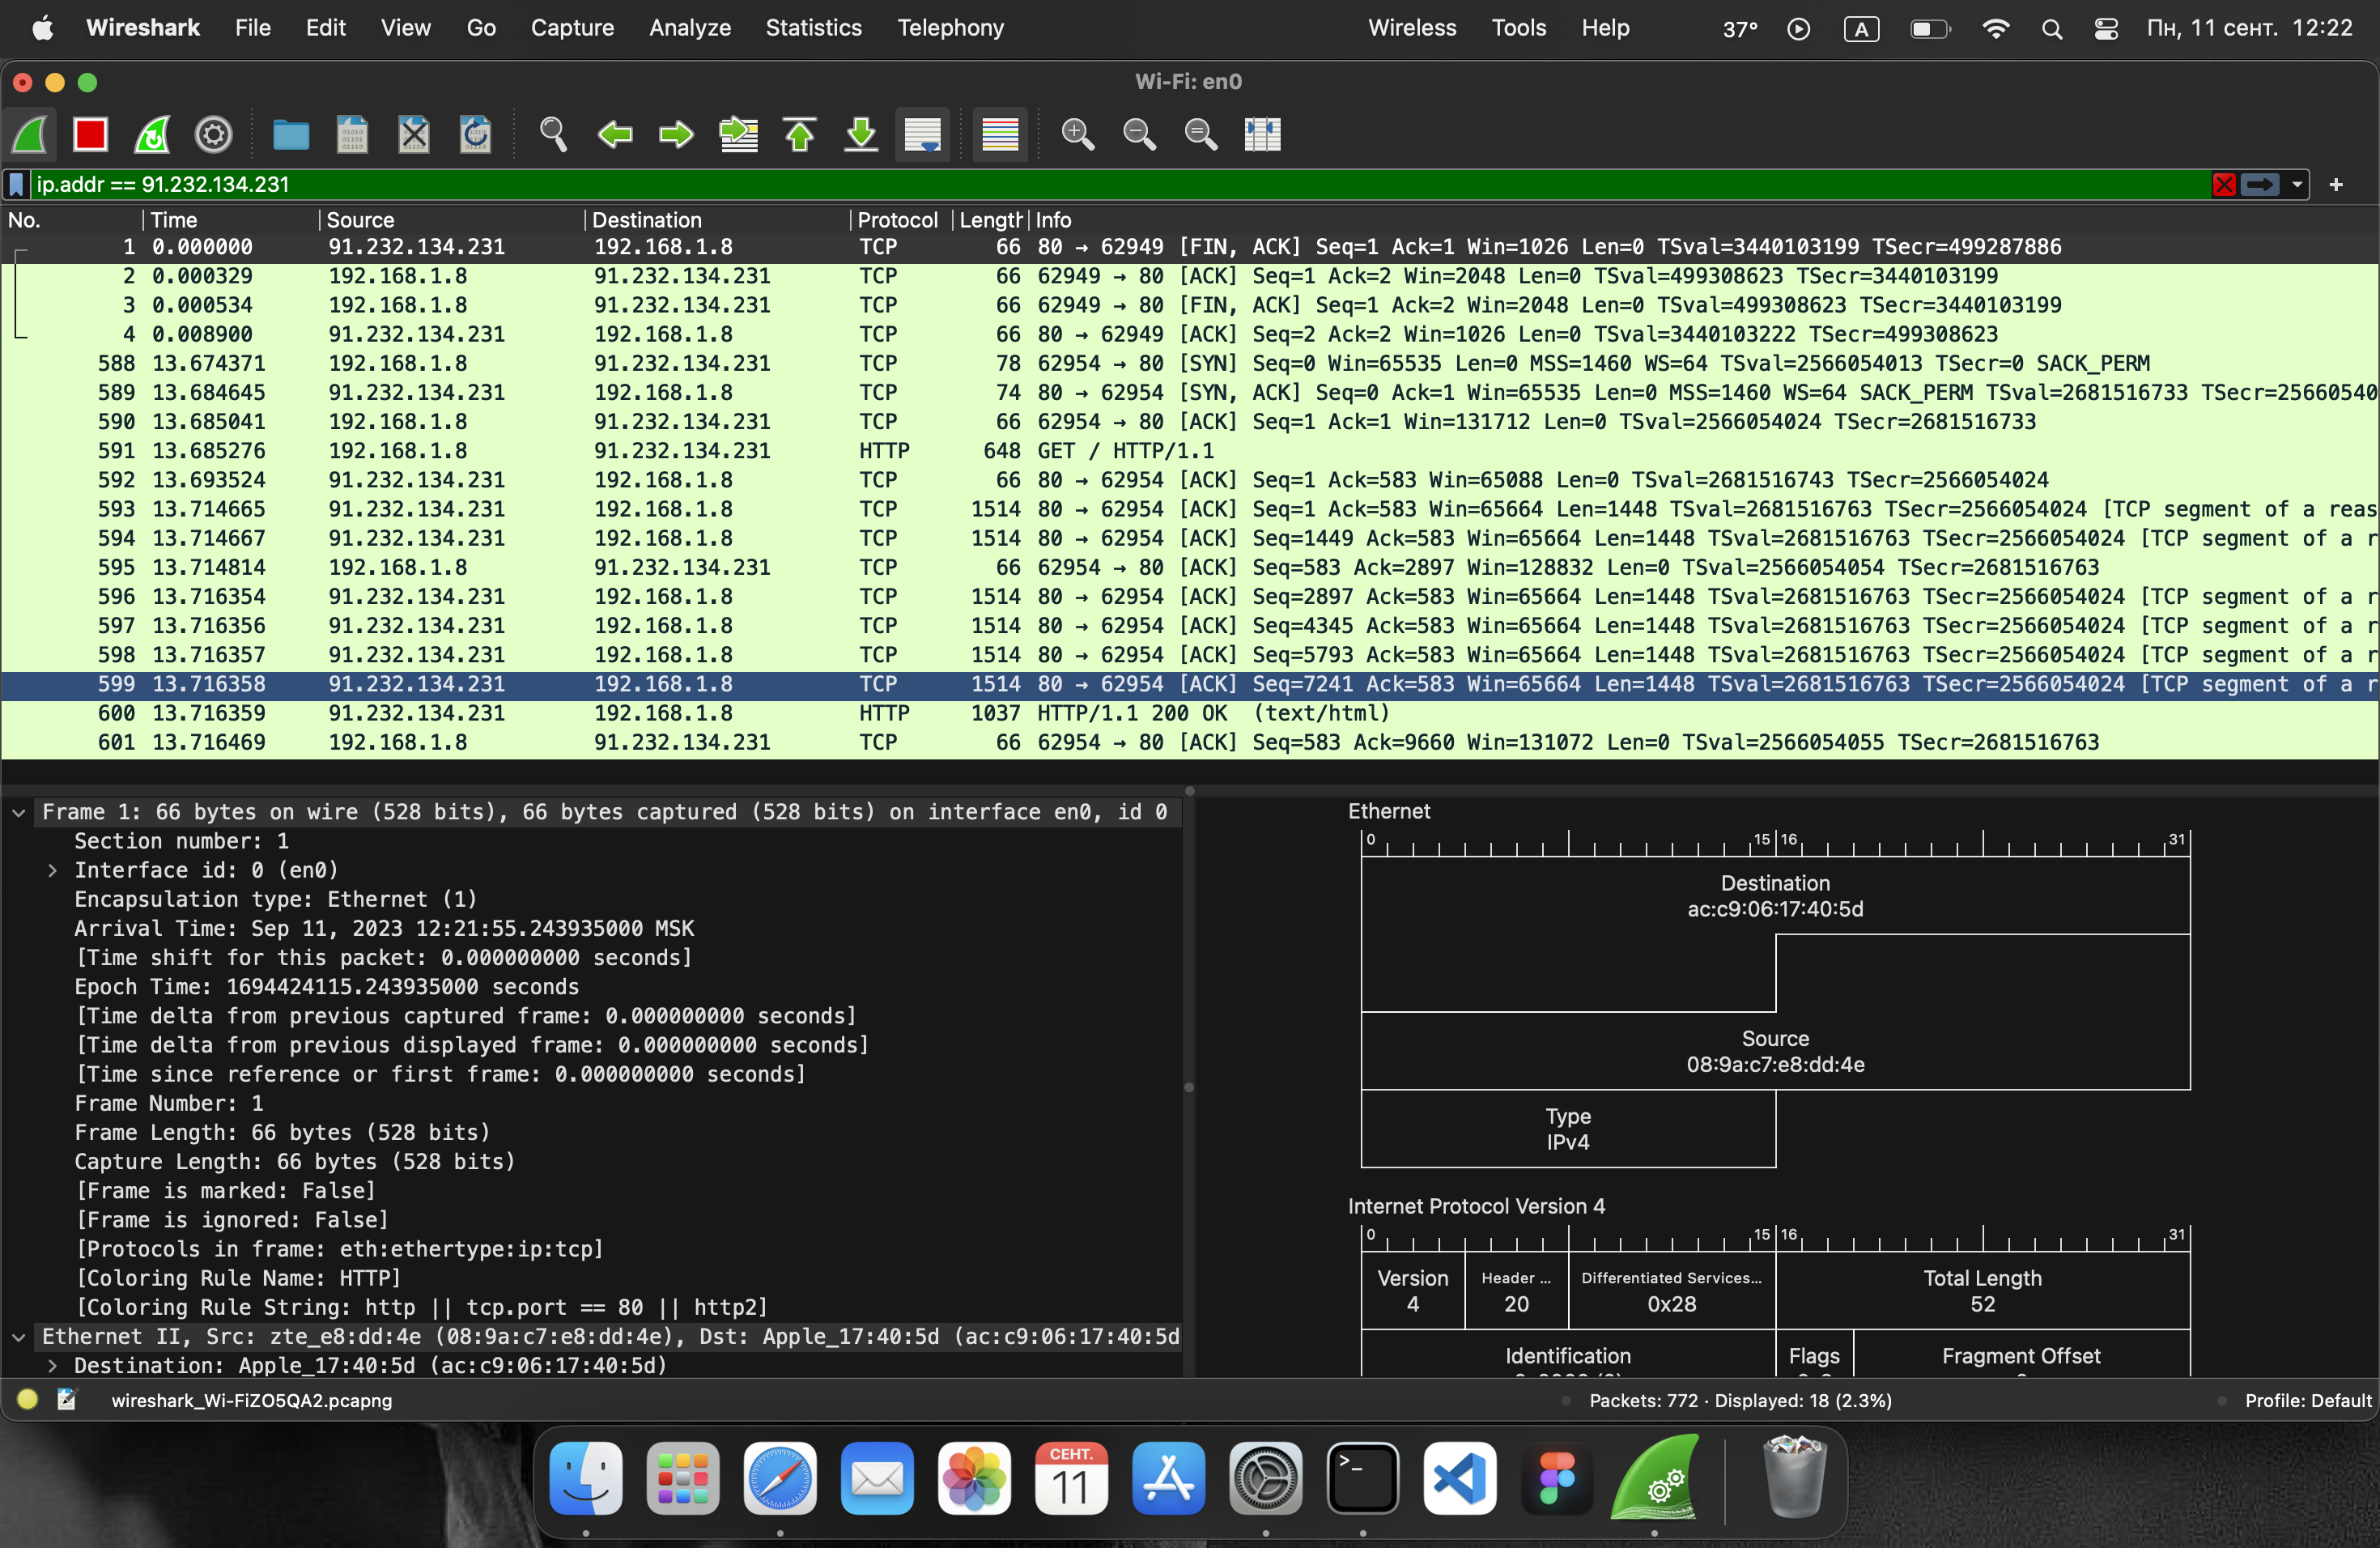 Wireshark File Edit View Go Capture Analyze Statistics Telephony Wireless Tools Help 37° A Пн, 11 сент. 12:22
Wi-Fi: en0
ip.addr == 91.232.134.231
No. Time Source Destination Protocol Length Info
1 0.000000 91.232.134.231 192.168.1.8 TCP 66 80 → 62949 [FIN, ACK] Seq=1 Ack=1 Win=1026 Len=0 TSval=3440103199 TSecr=499287886
2 0.000329 192.168.1.8 91.232.134.231 TCP 66 62949 → 80 [ACK] Seq=1 Ack=2 Win=2048 Len=0 TSval=499308623 TSecr=3440103199
3 0.000534 192.168.1.8 91.232.134.231 TCP 66 62949 → 80 [FIN, ACK] Seq=1 Ack=2 Win=2048 Len=0 TSval=499308623 TSecr=3440103199
4 0.008900 91.232.134.231 192.168.1.8 TCP 66 80 → 62949 [ACK] Seq=2 Ack=2 Win=1026 Len=0 TSval=3440103222 TSecr=499308623
588 13.674371 192.168.1.8 91.232.134.231 TCP 78 62954 → 80 [SYN] Seq=0 Win=65535 Len=0 MSS=1460 WS=64 TSval=2566054013 TSecr=0 SACK_PERM
589 13.684645 91.232.134.231 192.168.1.8 TCP 74 80 → 62954 [SYN, ACK] Seq=0 Ack=1 Win=65535 Len=0 MSS=1460 WS=64 SACK_PERM TSval=2681516733 TSecr=25660540
590 13.685041 192.168.1.8 91.232.134.231 TCP 66 62954 → 80 [ACK] Seq=1 Ack=1 Win=131712 Len=0 TSval=2566054024 TSecr=2681516733
591 13.685276 192.168.1.8 91.232.134.231 HTTP 648 GET / HTTP/1.1
592 13.693524 91.232.134.231 192.168.1.8 TCP 66 80 → 62954 [ACK] Seq=1 Ack=583 Win=65088 Len=0 TSval=2681516743 TSecr=2566054024
593 13.714665 91.232.134.231 192.168.1.8 TCP 1514 80 → 62954 [ACK] Seq=1 Ack=583 Win=65664 Len=1448 TSval=2681516763 TSecr=2566054024 [TCP segment of a reas
594 13.714667 91.232.134.231 192.168.1.8 TCP 1514 80 → 62954 [ACK] Seq=1449 Ack=583 Win=65664 Len=1448 TSval=2681516763 TSecr=2566054024 [TCP segment of a r
595 13.714814 192.168.1.8 91.232.134.231 TCP 66 62954 → 80 [ACK] Seq=583 Ack=2897 Win=128832 Len=0 TSval=2566054054 TSecr=2681516763
596 13.716354 91.232.134.231 192.168.1.8 TCP 1514 80 → 62954 [ACK] Seq=2897 Ack=583 Win=65664 Len=1448 TSval=2681516763 TSecr=2566054024 [TCP segment of a r
597 13.716356 91.232.134.231 192.168.1.8 TCP 1514 80 → 62954 [ACK] Seq=4345 Ack=583 Win=65664 Len=1448 TSval=2681516763 TSecr=2566054024 [TCP segment of a r
598 13.716357 91.232.134.231 192.168.1.8 TCP 1514 80 → 62954 [ACK] Seq=5793 Ack=583 Win=65664 Len=1448 TSval=2681516763 TSecr=2566054024 [TCP segment of a r
599 13.716358 91.232.134.231 192.168.1.8 TCP 1514 80 → 62954 [ACK] Seq=7241 Ack=583 Win=65664 Len=1448 TSval=2681516763 TSecr=2566054024 [TCP segment of a r
600 13.716359 91.232.134.231 192.168.1.8 HTTP 1037 HTTP/1.1 200 OK (text/html)
601 13.716469 192.168.1.8 91.232.134.231 TCP 66 62954 → 80 [ACK] Seq=583 Ack=9660 Win=131072 Len=0 TSval=2566054055 TSecr=2681516763
Frame 1: 66 bytes on wire (528 bits), 66 bytes captured (528 bits) on interface en0, id 0
Section number: 1
Interface id: 0 (en0)
Encapsulation type: Ethernet (1)
Arrival Time: Sep 11, 2023 12:21:55.243935000 MSK
[Time shift for this packet: 0.000000000 seconds]
Epoch Time: 1694424115.243935000 seconds
[Time delta from previous captured frame: 0.000000000 seconds]
[Time delta from previous displayed frame: 0.000000000 seconds]
[Time since reference or first frame: 0.000000000 seconds]
Frame Number: 1
Frame Length: 66 bytes (528 bits)
Capture Length: 66 bytes (528 bits)
[Frame is marked: False]
[Frame is ignored: False]
[Protocols in frame: eth:ethertype:ip:tcp]
[Coloring Rule Name: HTTP]
[Coloring Rule String: http || tcp.port == 80 || http2]
Ethernet II, Src: zte_e8:dd:4e (08:9a:c7:e8:dd:4e), Dst: Apple_17:40:5d (ac:c9:06:17:40:5d
Destination: Apple_17:40:5d (ac:c9:06:17:40:5d)
Ethernet
0 15 16 31
Destination
ac:c9:06:17:40:5d
Source
08:9a:c7:e8:dd:4e
Type
IPv4
Internet Protocol Version 4
0 15 16 31
Version Header ... Differentiated Services... Total Length
4 20 0x28 52
Identification Flags Fragment Offset
wireshark_Wi-FiZO5QA2.pcapng Packets: 772 · Displayed: 18 (2.3%) Profile: Default
СЕНТ.
11